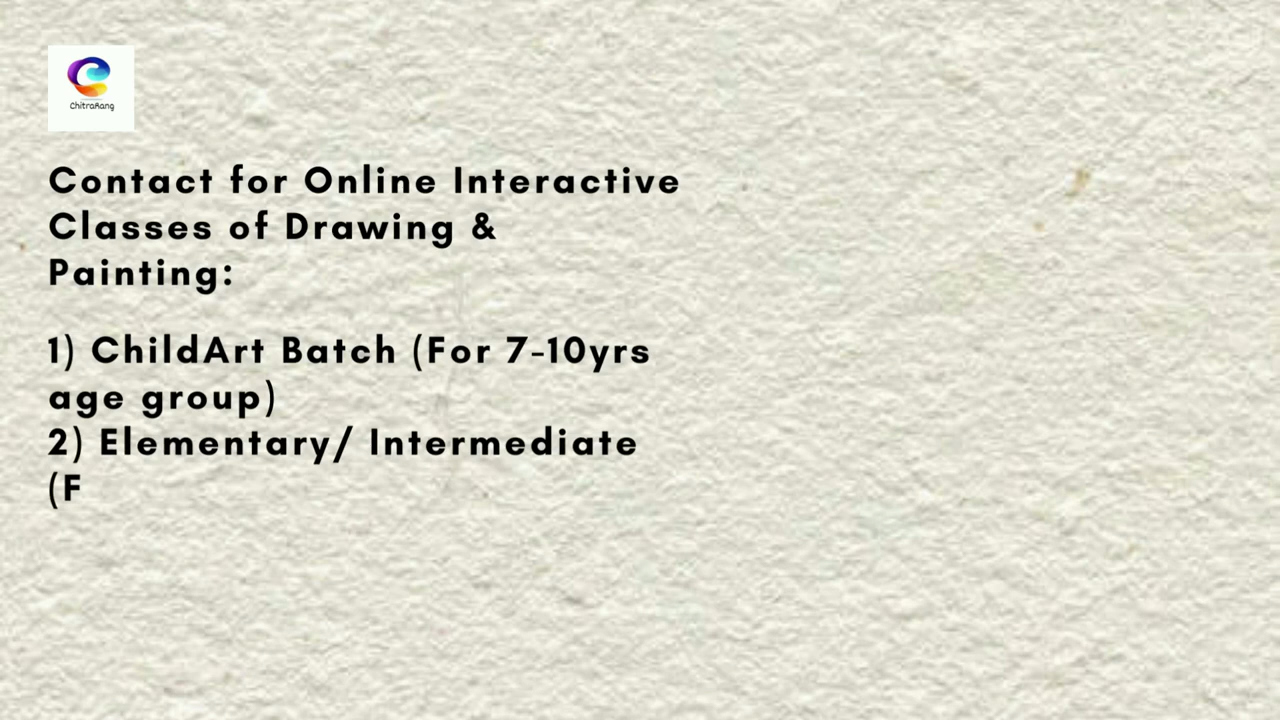 ChitraRang
Contact for Online Interactive
Classes of Drawing &
Painting:
1) ChildArt Batch (For 7-10yrs
age group)
2) Elementary/ Intermediate
(F